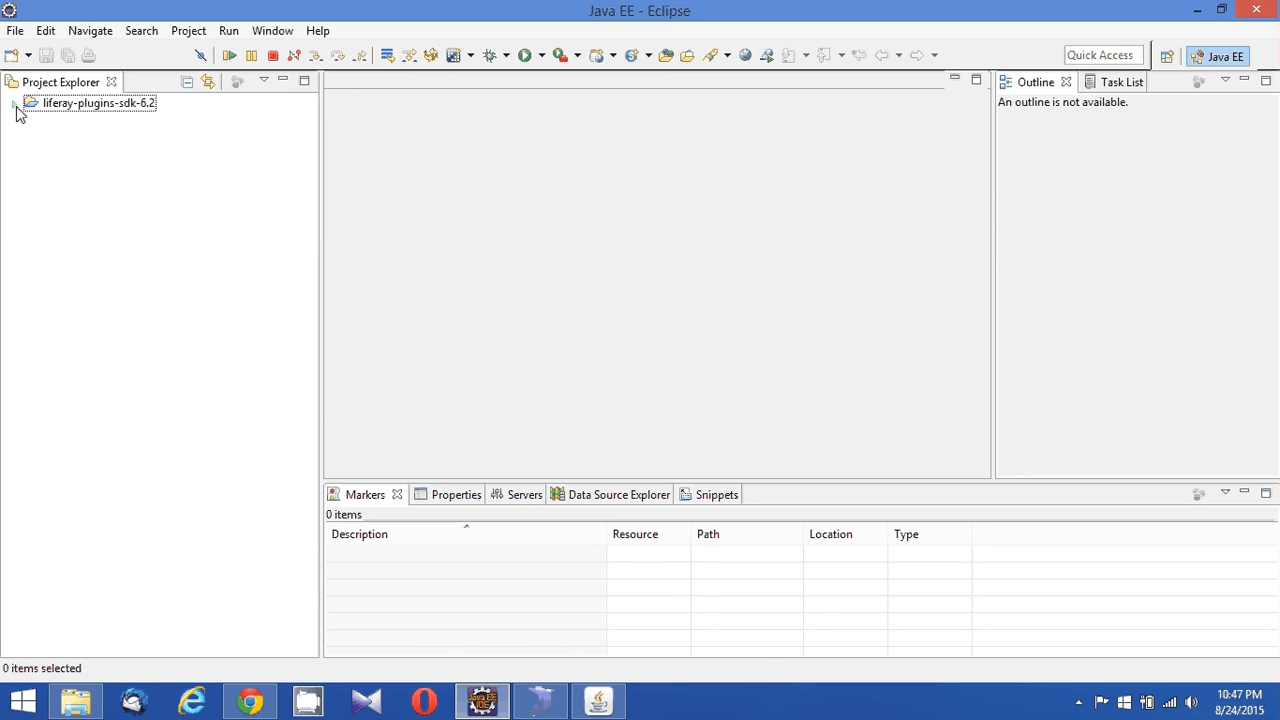 Java EE - Eclipse
File Edit Navigate Search Project Run Window Help
Quick Access Java EE
Project Explorer Outline Task List
liferay-plugins-sdk-6.2 An outline is not available.
Markers Properties Servers Data Source Explorer Snippets
0 items
Description Resource Path Location Type
0 items selected
10:47 PM
8/24/2015